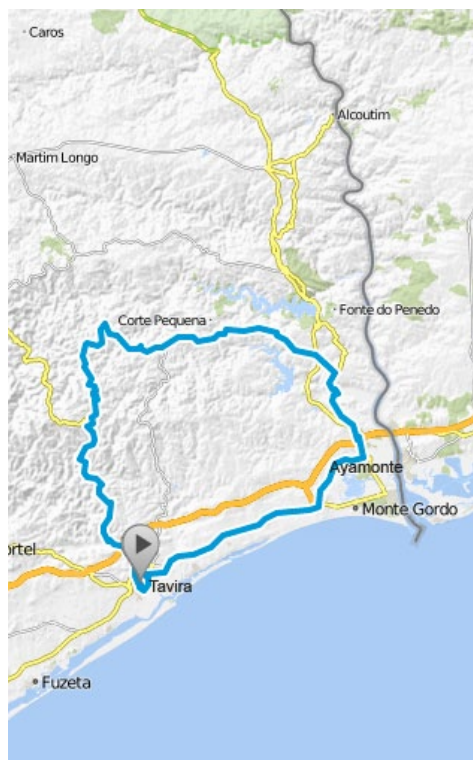 Caros
Alcoutim
Martim Longo
Fonte do Penedo
Corte Pequena
Ayamonte
Monte Gordo
ortel
Tavira
Fuzeta